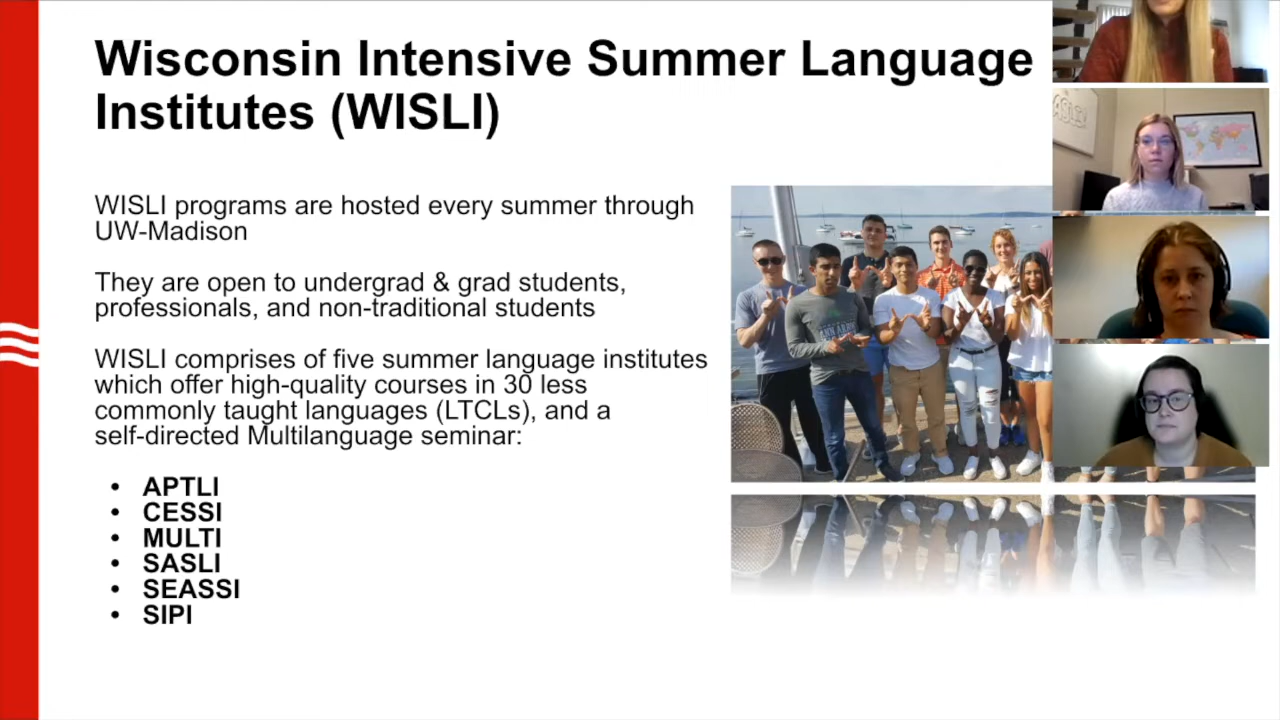 Wisconsin Intensive Summer Language
Institutes (WISLI)
WISLI programs are hosted every summer through
UW-Madison
They are open to undergrad & grad students,
professionals, and non-traditional students
WISLI comprises of five summer language institutes
which offer high-quality courses in 30 less
commonly taught languages (LTCLs), and a
self-directed Multilanguage seminar:
• APTLI
• CESSI
• MULTI
• SASLI
• SEASSI
• SIPI